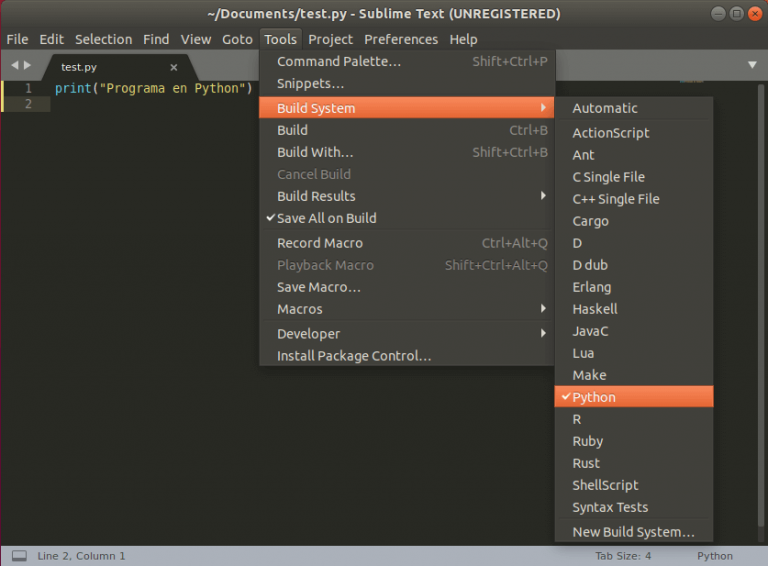 ~/Documents/test.py - Sublime Text (UNREGISTERED)
File Edit Selection Find View Goto Tools Project Preferences Help
test.py
1 print("Programa en Python")
2
Command Palette... Shift+Ctrl+P
Snippets...
Build System
Build Ctrl+B
Build With... Shift+Ctrl+B
Cancel Build
Build Results
Save All on Build
Record Macro Ctrl+Alt+Q
Playback Macro Shift+Ctrl+Alt+Q
Save Macro...
Macros
Developer
Install Package Control...
Automatic
ActionScript
Ant
C Single File
C++ Single File
Cargo
D
D dub
Erlang
Haskell
JavaC
Lua
Make
Python
R
Ruby
Rust
ShellScript
Syntax Tests
New Build System...
Line 2, Column 1 Tab Size: 4 Python